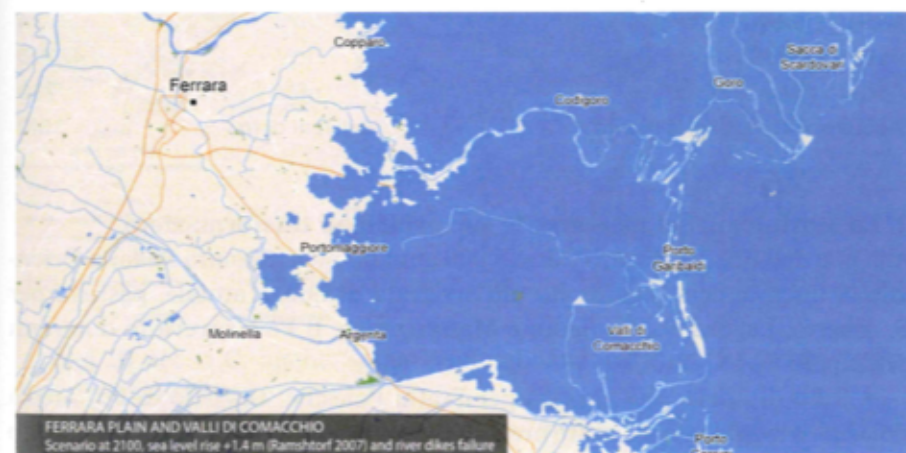 Copparo
Ferrara
Sacca di
Scardovari
Goro
Codigoro
Portomaggiore
Porto
Garibaldi
Molinella
Argenta
Valli di
Comacchio
FERRARA PLAIN AND VALLI DI COMACCHIO
Scenario at 2100, sea level rise +1.4 m (Ramshtorf 2007) and river dikes failure
Porto